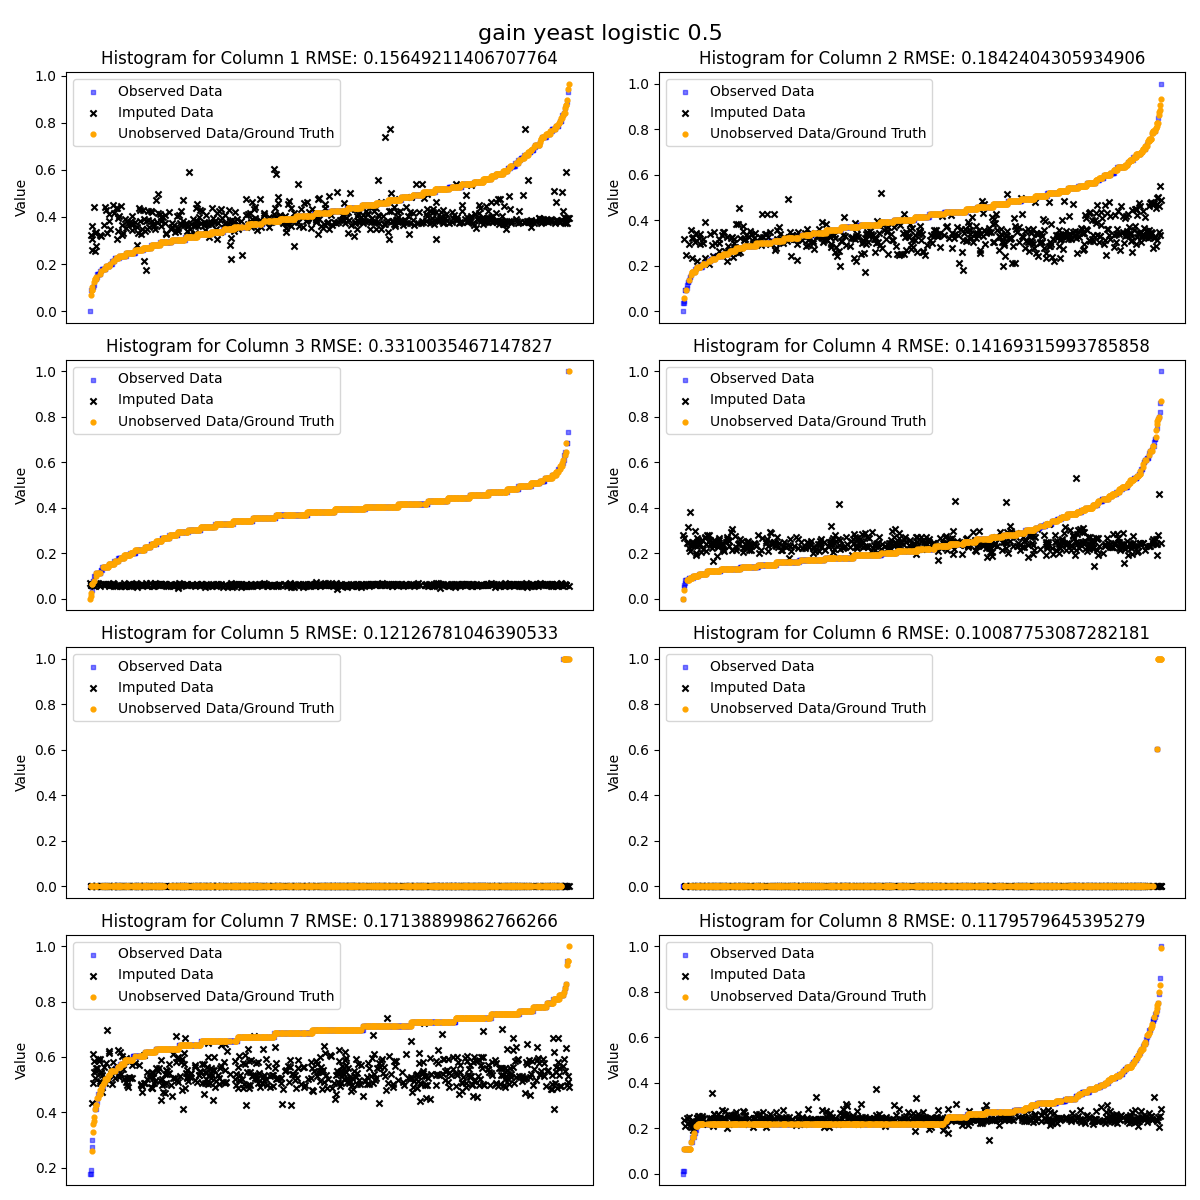 gain yeast logistic 0.5
Histogram for Column 1 RMSE: 0.15649211406707764
Observed Data
Imputed Data
Unobserved Data/Ground Truth
Value
1.0
0.8
0.6
0.4
0.2
0.0
Histogram for Column 2 RMSE: 0.1842404305934906
Observed Data
Imputed Data
Unobserved Data/Ground Truth
Value
1.0
0.8
0.6
0.4
0.2
0.0
Histogram for Column 3 RMSE: 0.3310035467147827
Observed Data
Imputed Data
Unobserved Data/Ground Truth
Value
1.0
0.8
0.6
0.4
0.2
0.0
Histogram for Column 4 RMSE: 0.14169315993785858
Observed Data
Imputed Data
Unobserved Data/Ground Truth
Value
1.0
0.8
0.6
0.4
0.2
0.0
Histogram for Column 5 RMSE: 0.12126781046390533
Observed Data
Imputed Data
Unobserved Data/Ground Truth
Value
1.0
0.8
0.6
0.4
0.2
0.0
Histogram for Column 6 RMSE: 0.10087753087282181
Observed Data
Imputed Data
Unobserved Data/Ground Truth
Value
1.0
0.8
0.6
0.4
0.2
0.0
Histogram for Column 7 RMSE: 0.17138899862766266
Observed Data
Imputed Data
Unobserved Data/Ground Truth
Value
1.0
0.8
0.6
0.4
0.2
Histogram for Column 8 RMSE: 0.1179579645395279
Observed Data
Imputed Data
Unobserved Data/Ground Truth
Value
1.0
0.8
0.6
0.4
0.2
0.0